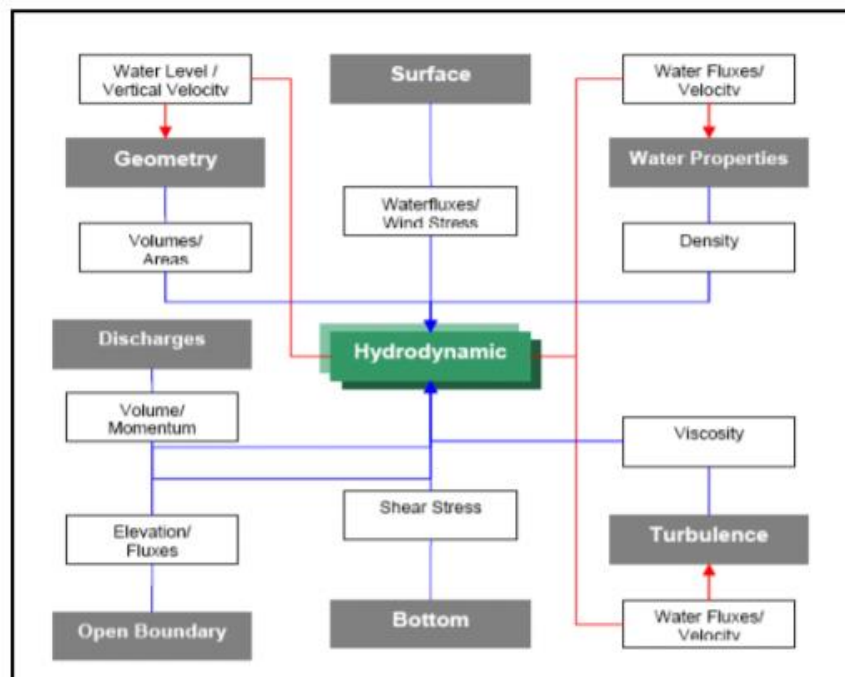 Water Level /
Vertical Velocity
Surface
Water Fluxes/
Velocity
Geometry
Water Properties
Waterfluxes/
Wind Stress
Volumes/
Areas
Density
Discharges
Hydrodynamic
Volume/
Momentum
Viscosity
Shear Stress
Elevation/
Fluxes
Turbulence
Open Boundary
Bottom
Water Fluxes/
Velocity